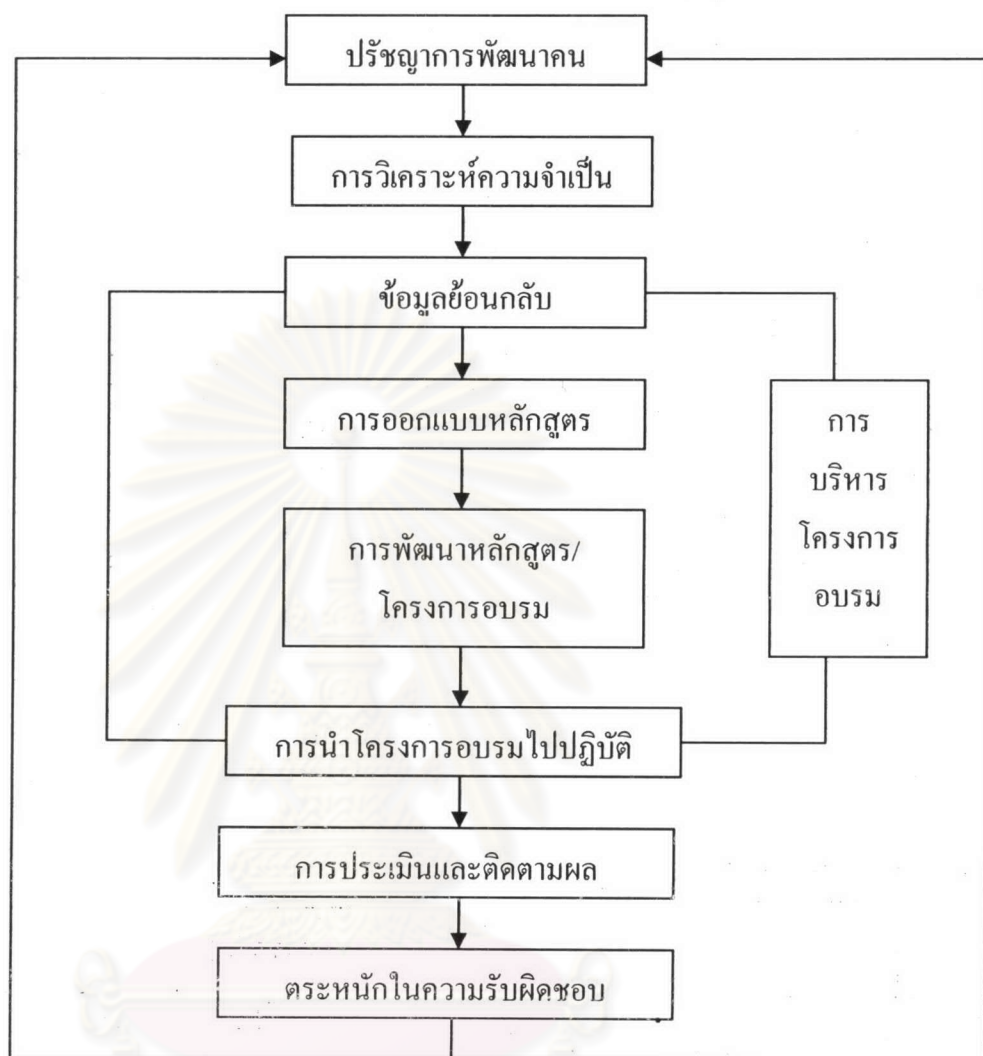 ปรัชญาการพัฒนาคน
การวิเคราะห์ความจำเป็น
ข้อมูลย้อนกลับ
การออกแบบหลักสูตร
การพัฒนาหลักสูตร/
โครงการอบรม
การ
บริหาร
โครงการ
อบรม
การนำโครงการอบรมไปปฏิบัติ
การประเมินและติดตามผล
ตระหนักในความรับผิดชอบ